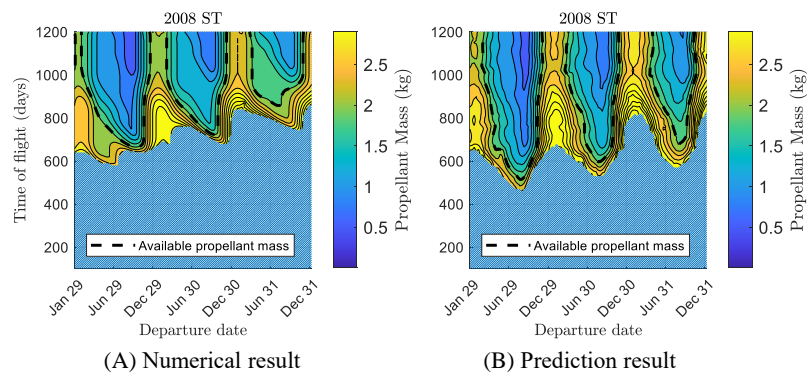 2008 ST
1200
1000
800
600
400
200
Time of flight (days)
Available propellant mass
Jan 29
Jun 29
Dec 29
Jun 30
Dec 30
Jun 31
Dec 31
Departure date
2.5
2
1.5
1
0.5
Propellant Mass (kg)
(A) Numerical result
2008 ST
1200
1000
800
600
400
200
Available propellant mass
Jan 29
Jun 29
Dec 29
Jun 30
Dec 30
Jun 31
Dec 31
Departure date
2.5
2
1.5
1
0.5
Propellant Mass (kg)
(B) Prediction result